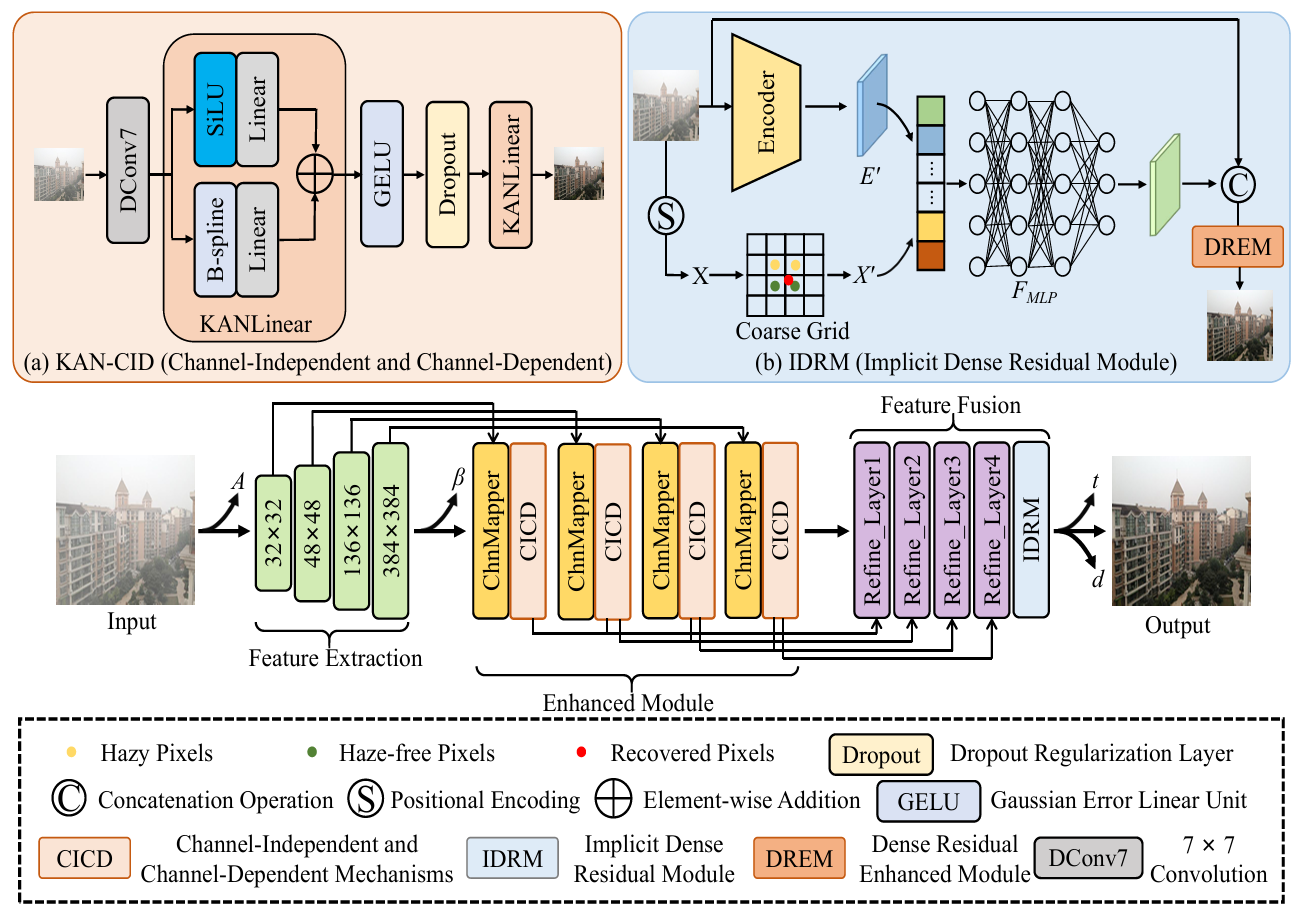 DConv7
SiLU
Linear
B-spline
Linear
KANLinear
GELU
Dropout
KANLinear
(a) KAN-CID (Channel-Independent and Channel-Dependent)
Encoder
E'
S
X
Coarse Grid
X'
...
...
F_MLP
C
DREM
(b) IDRM (Implicit Dense Residual Module)
Input
A
32×32
48×48
136×136
384×384
Feature Extraction
β
ChnMapper
CICD
ChnMapper
CICD
ChnMapper
CICD
ChnMapper
CICD
Enhanced Module
Feature Fusion
Refine_Layer1
Refine_Layer2
Refine_Layer3
Refine_Layer4
IDRM
t
d
Output
Hazy Pixels
Haze-free Pixels
Recovered Pixels
Dropout
Dropout Regularization Layer
C
Concatenation Operation
S
Positional Encoding
Element-wise Addition
GELU
Gaussian Error Linear Unit
CICD
Channel-Independent and
Channel-Dependent Mechanisms
IDRM
Implicit Dense
Residual Module
DREM
Dense Residual
Enhanced Module
DConv7
7 × 7
Convolution